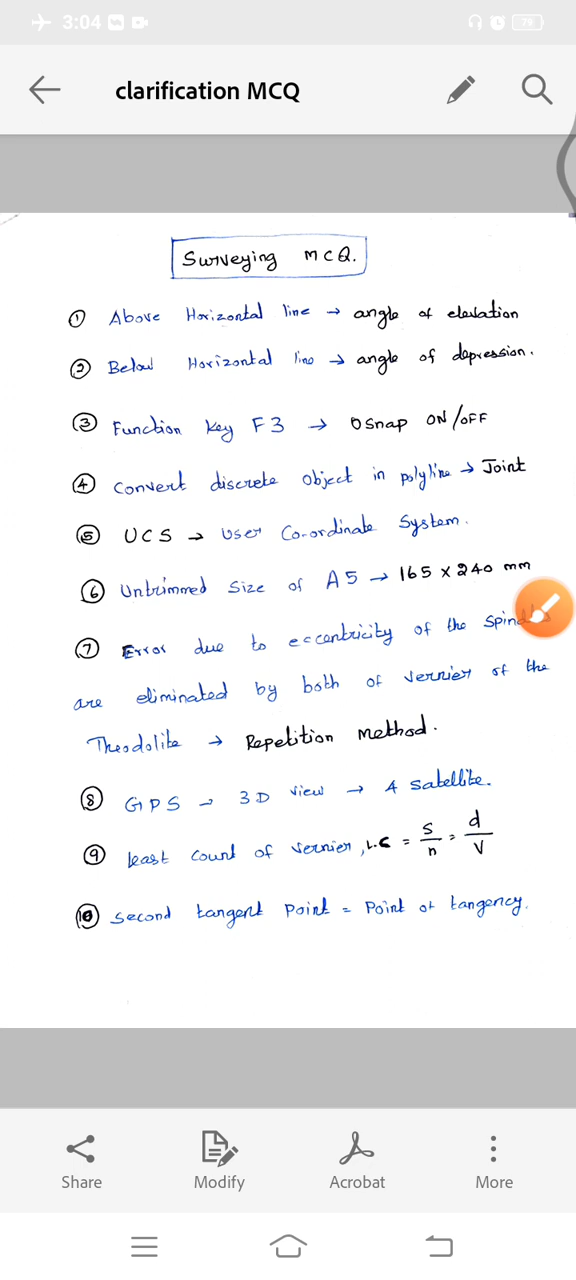 3:04
79
clarification MCQ
Surveying MCQ.
① Above Horizontal line → angle of elevation
② Below Horizontal line → angle of depression.
③ Function key F3 → OSnap ON/OFF
④ Convert discrete object in polyline → Joint
⑤ UCS → User Co-ordinate System.
⑥ Untrimmed Size of A5 → 165 x 240 mm
⑦ Error due to eccentricity of the
are eliminated by both of vernier of the
Theodolite → Repetition method.
⑧ GPS → 3D view → 4 satellite.
⑨ least count of vernier, L.C = S/n = d/V
⑩ Second tangent Point = Point of tangency.
Share
Modify
Acrobat
More